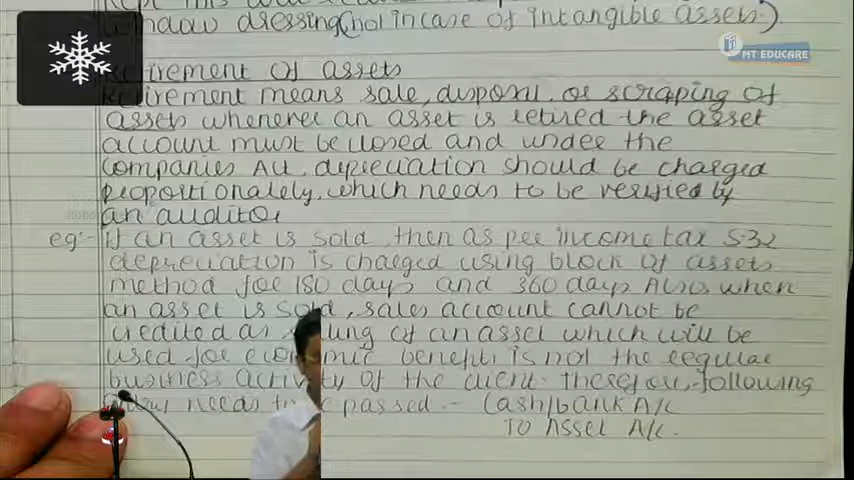 window dressing (not in case of intangible assets.)
MT EDUCARE
Retirement of assets
Retirement means sale, disposal, or scraping of
assets whenever an asset is retired the asset
account must be closed and under the
companies Act, depreciation should be charged
proportionately, which needs to be verified by
an auditor
eg:- If an asset is sold, then as per income tax S-32
depreciation is charged using block of assets
method for 180 days and 360 days Also, when
an asset is sold, sales account cannot be
credited as of an asset which will be
used for economic benefits is not the regular
business activity of the client. Therefore, following
needs to be passed. - Cash/bank A/c
To Asset A/c.